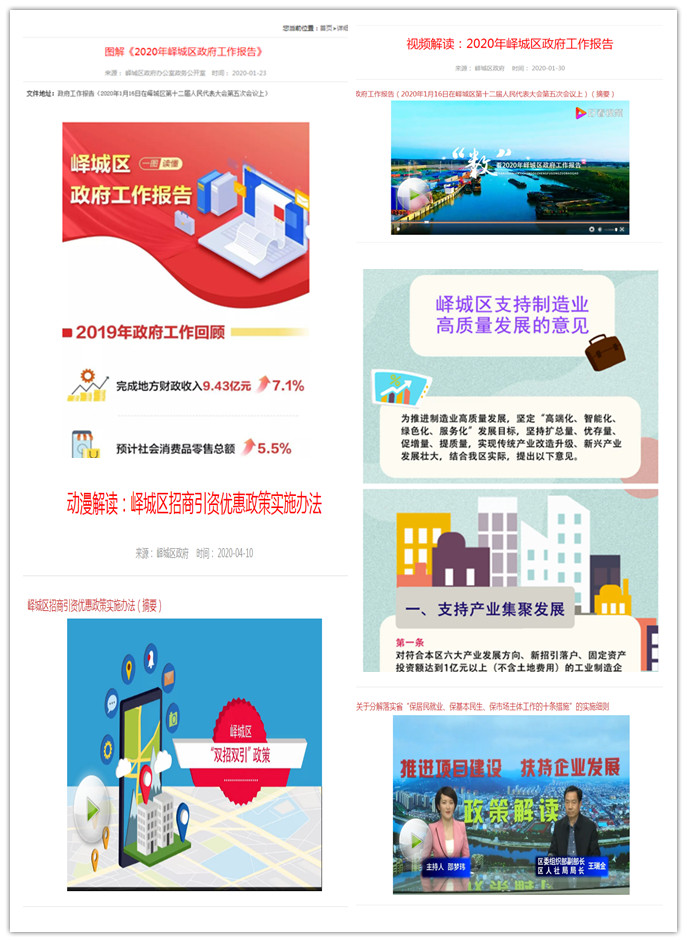 您当前位置：首页»详细
图解《2020年峄城区政府工作报告》
来源： 峄城区政府办公室政务公开室 时间： 2020-01-23
文件地址：政府工作报告（2020年1月16日在峄城区第十二届人民代表大会第五次会议上）
峄城区
一图 读懂
政府工作报告
2019年政府工作回顾
完成地方财政收入9.43亿元 7.1%
预计社会消费品零售总额 5.5%
动漫解读：峄城区招商引资优惠政策实施办法
来源： 峄城区政府 时间： 2020-04-10
峄城区招商引资优惠政策实施办法（摘要）
峄城区
“双招双引”政策
视频解读：2020年峄城区政府工作报告
来源： 峄城区政府 时间： 2020-01-30
政府工作报告（2020年1月16日在峄城区第十二届人民代表大会第五次会议上）（摘要）
“数”
看2020年峄城区政府工作报告
峄城区支持制造业
高质量发展的意见
为推进制造业高质量发展，坚定“高端化、智能化、
绿色化、服务化”发展目标，坚持扩总量、优存量、
促增量、提质量，实现传统产业改造升级、新兴产业
发展壮大，结合我区实际，提出以下意见。
一、支持产业集聚发展
第一条
对符合本区六大产业发展方向、新招引落户、固定资产
投资额达到1亿元以上（不含土地费用）的工业制造企
关于分解落实省“保居民就业、保基本民生、保市场主体工作的十条措施”的实施细则
推进项目建设 扶持企业发展
政策解读
主持人 邵梦玮
区委组织部副部长
区人社局局长 王瑞金